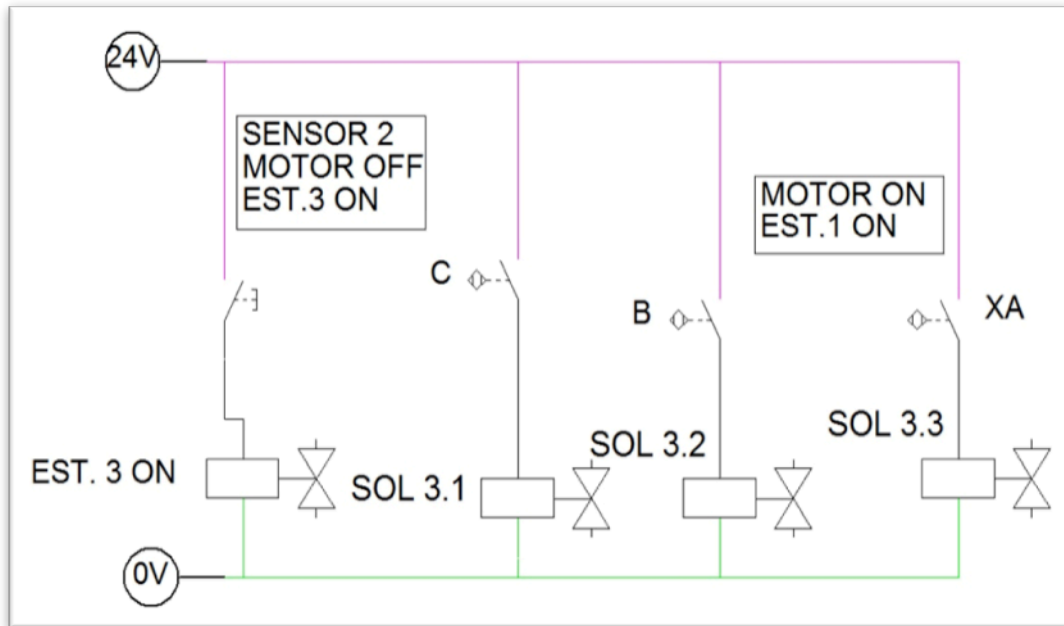 24V
SENSOR 2
MOTOR OFF
EST.3 ON
MOTOR ON
EST.1 ON
C
B
XA
EST. 3 ON
SOL 3.1
SOL 3.2
SOL 3.3
0V